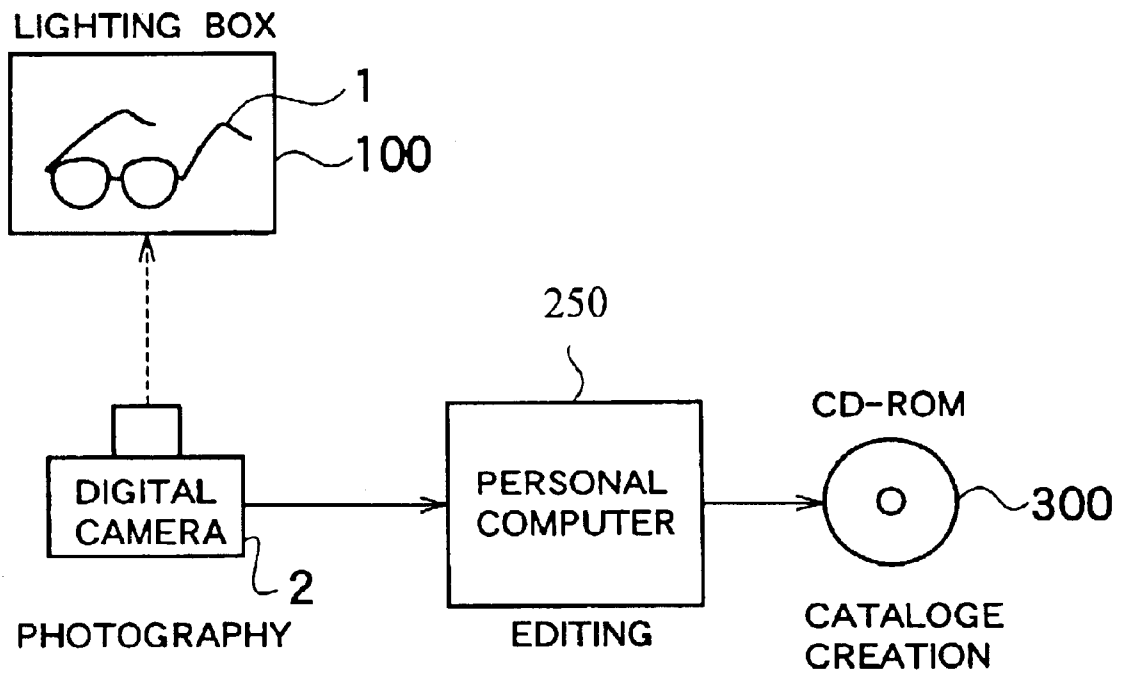 LIGHTING BOX
1
100
250
CD-ROM
DIGITAL
CAMERA
PERSONAL
COMPUTER
300
2
PHOTOGRAPHY
EDITING
CATALOGE
CREATION